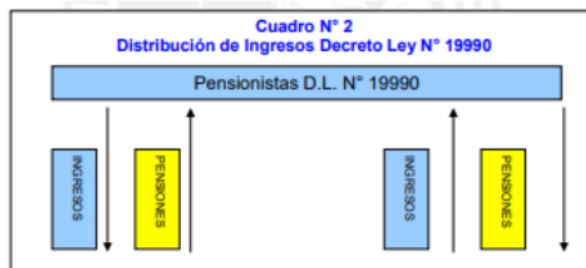 Cuadro N° 2
Distribución de Ingresos Decreto Ley N° 19990
Pensionistas D.L. N° 19990
INGRESOS
PENSIONES
INGRESOS
PENSIONES